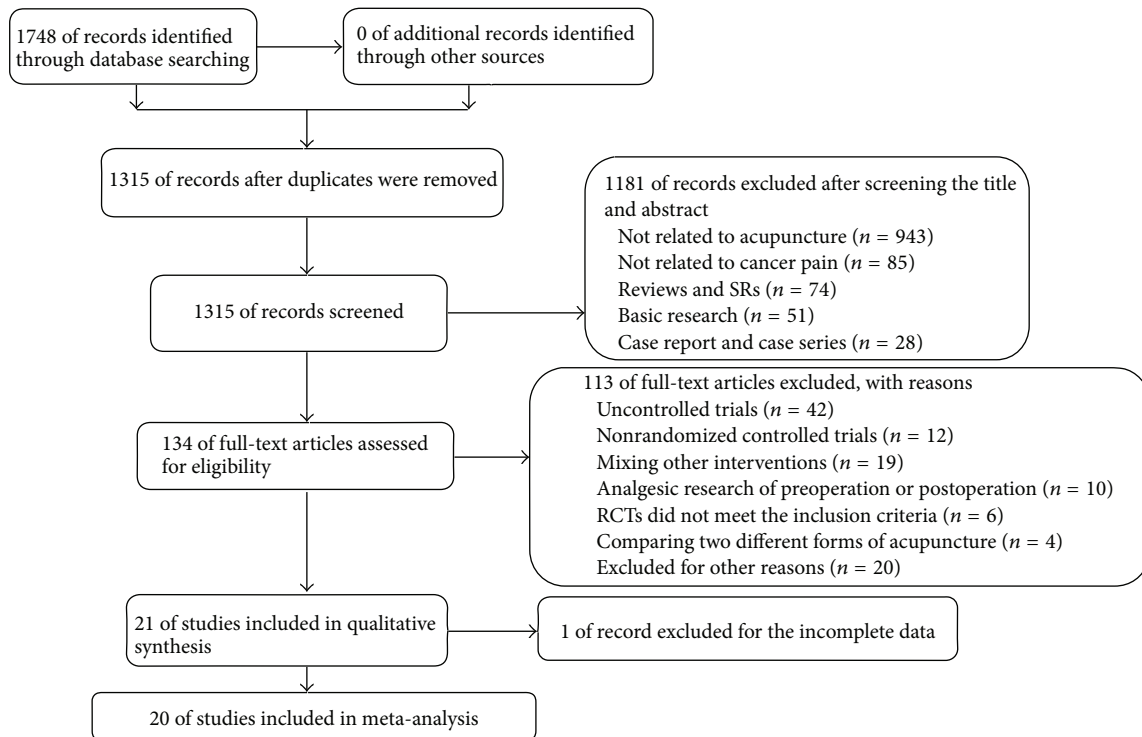 1748 of records identified
through database searching
0 of additional records identified
through other sources
1315 of records after duplicates were removed
1181 of records excluded after screening the title
and abstract
Not related to acupuncture (n = 943)
Not related to cancer pain (n = 85)
Reviews and SRs (n = 74)
Basic research (n = 51)
Case report and case series (n = 28)
1315 of records screened
113 of full-text articles excluded, with reasons
Uncontrolled trials (n = 42)
Nonrandomized controlled trials (n = 12)
Mixing other interventions (n = 19)
Analgesic research of preoperation or postoperation (n = 10)
RCTs did not meet the inclusion criteria (n = 6)
Comparing two different forms of acupuncture (n = 4)
Excluded for other reasons (n = 20)
134 of full-text articles assessed
for eligibility
21 of studies included in qualitative
synthesis
1 of record excluded for the incomplete data
20 of studies included in meta-analysis